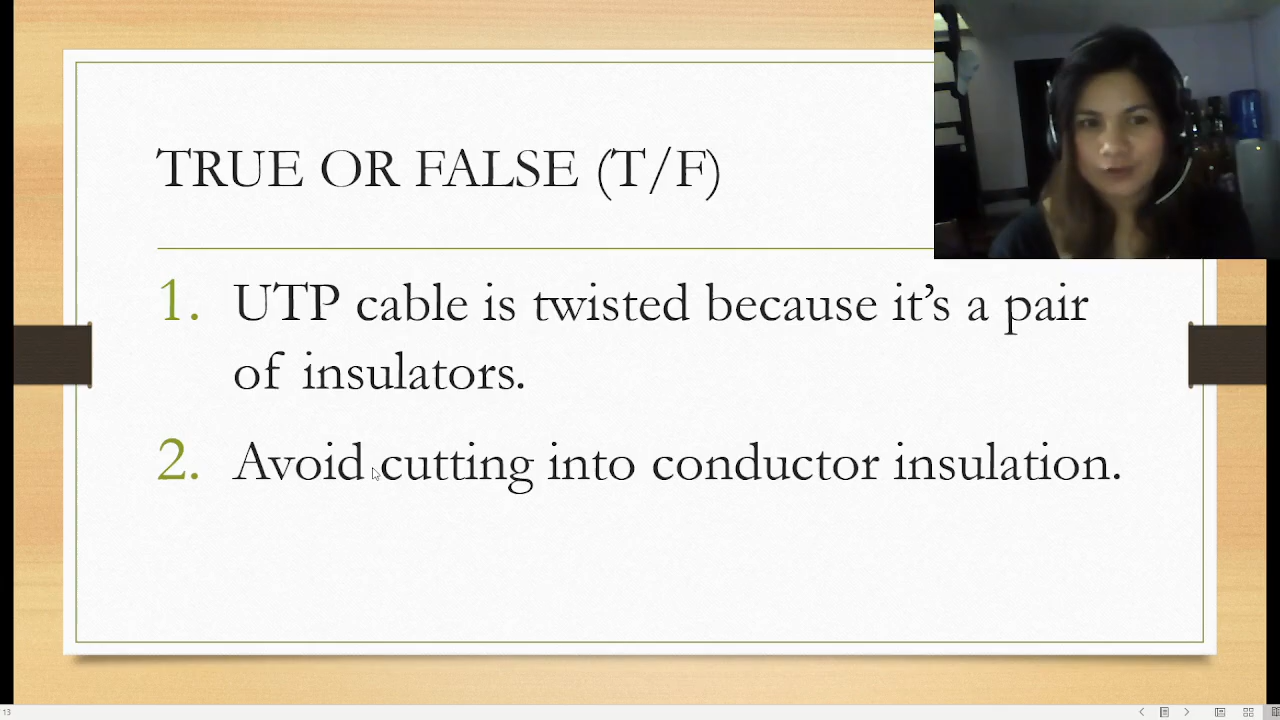 TRUE OR FALSE (T/F)
1. UTP cable is twisted because it’s a pair
of insulators.
2. Avoid cutting into conductor insulation.
13